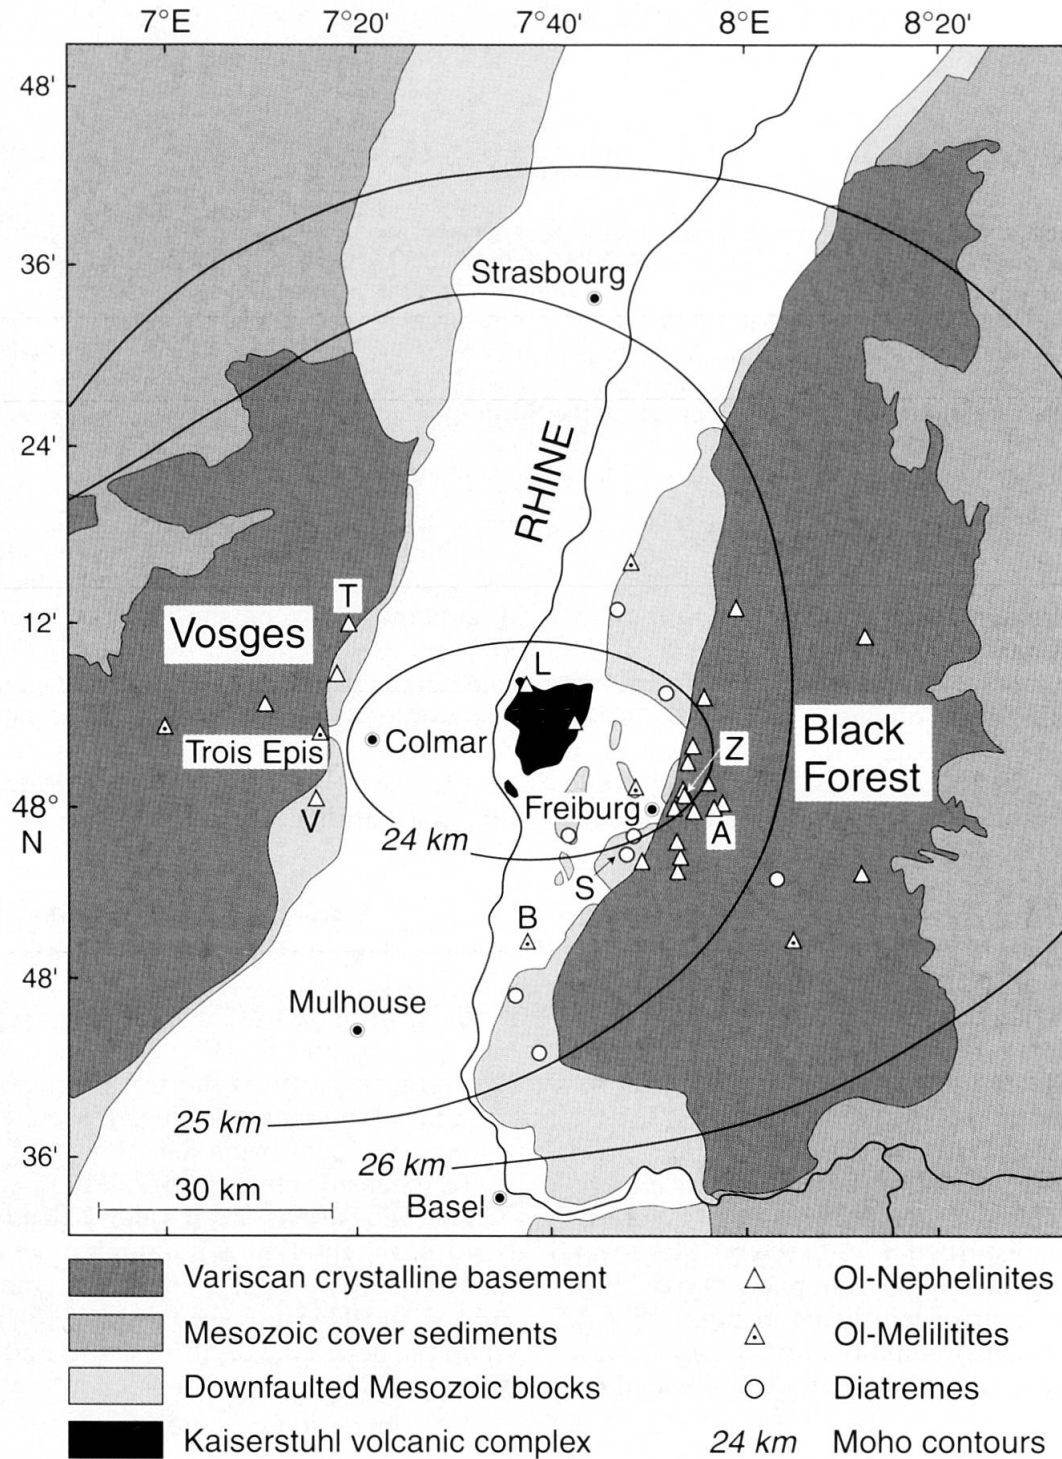 7°E 7°20' 7°40' 8°E 8°20'
48'
36'
Strasbourg
24'
RHINE
12'
T
Vosges
L
Trois Epis
Colmar
Black
Forest
Z
48°
N
V
Freiburg
A
24 km
S
B
48'
Mulhouse
25 km
36'
26 km
30 km
Basel
Variscan crystalline basement
Mesozoic cover sediments
Downfaulted Mesozoic blocks
Kaiserstuhl volcanic complex
Ol-Nephelinites
Ol-Melilitites
Diatremes
24 km Moho contours